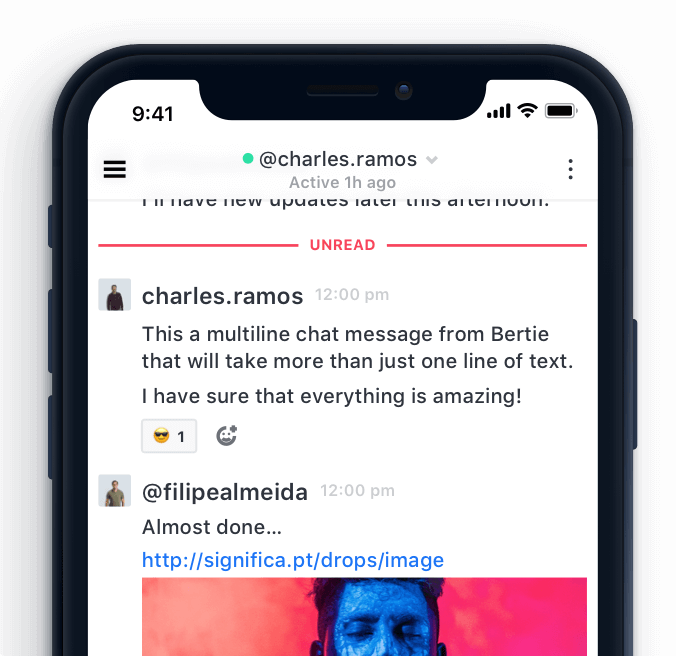 9:41
@charles.ramos
Active 1h ago
I'll have new updates later this afternoon.
UNREAD
charles.ramos 12:00 pm
This a multiline chat message from Bertie
that will take more than just one line of text.
I have sure that everything is amazing!
😎 1
@filipealmeida 12:00 pm
Almost done...
http://significa.pt/drops/image